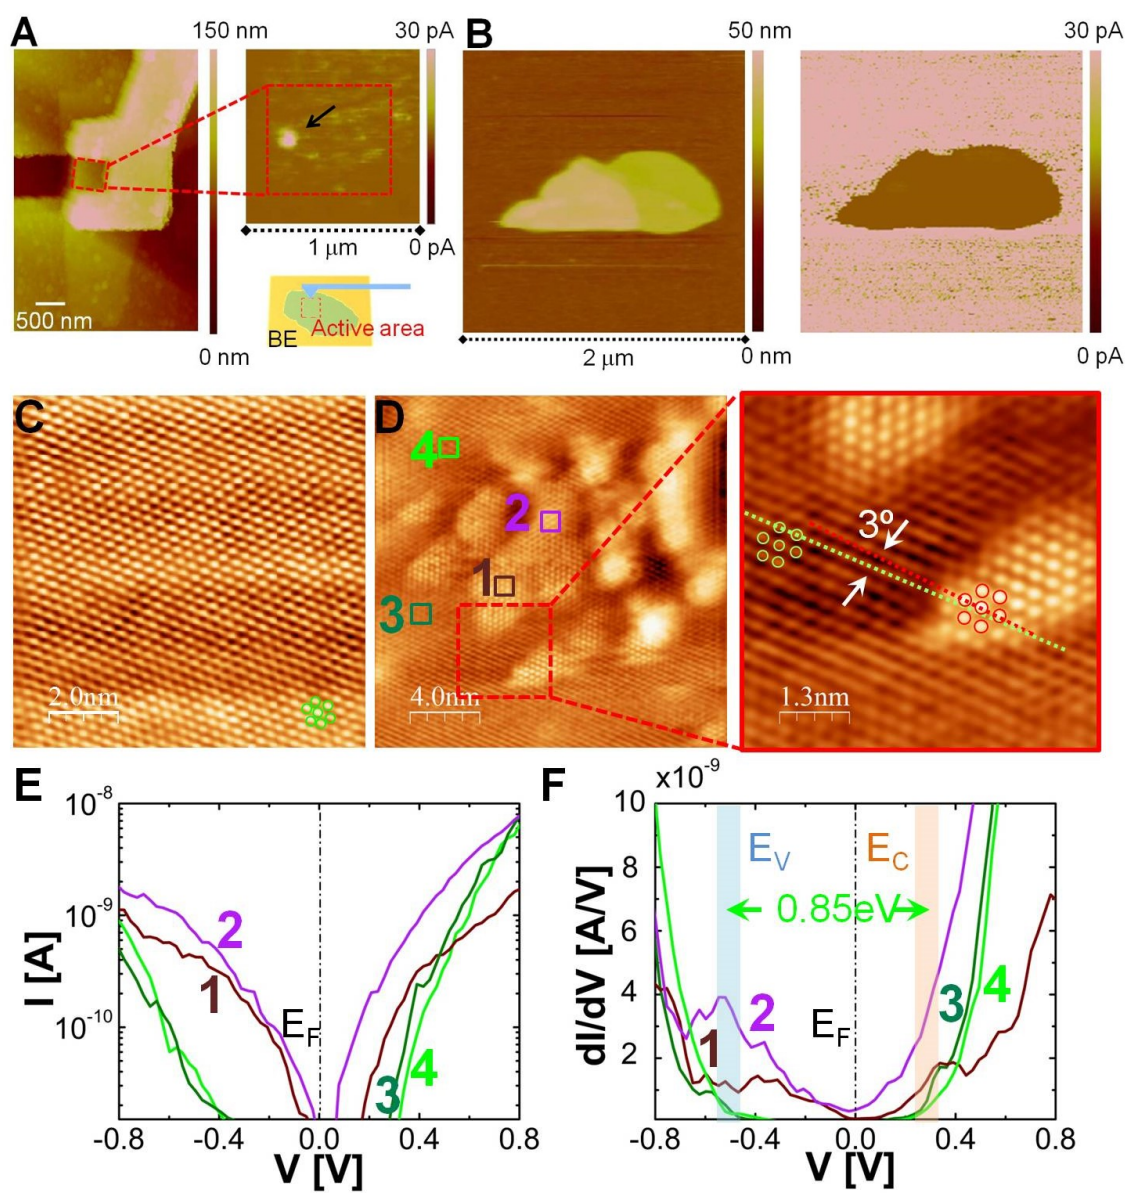 A
150 nm
30 pA
B
50 nm
30 pA
500 nm
0 nm
1 μm
0 pA
BE
Active area
2 μm
0 nm
0 pA
C
2.0nm
D
4
2
1
3
4.0nm
3º
1.3nm
E
10⁻⁸
10⁻⁹
10⁻¹⁰
I [A]
2
1
E_F
3
4
-0.8
-0.4
0.0
0.4
0.8
V [V]
F
x10⁻⁹
10
8
6
4
2
dI/dV [A/V]
E_V
E_C
0.85eV
E_F
1
2
3
4
-0.8
-0.4
0.0
0.4
0.8
V [V]